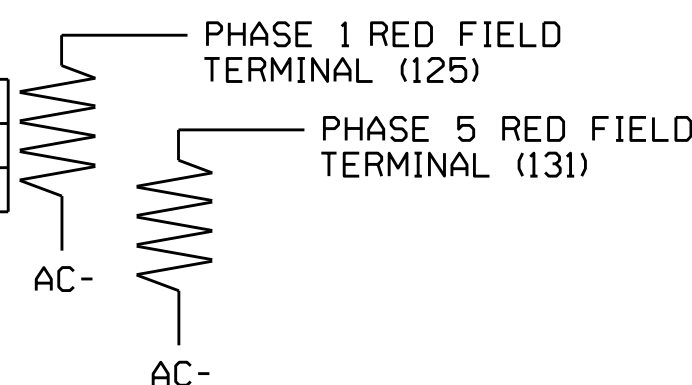 PHASE 1 RED FIELD
TERMINAL (125)
PHASE 5 RED FIELD
TERMINAL (131)
AC-
AC-